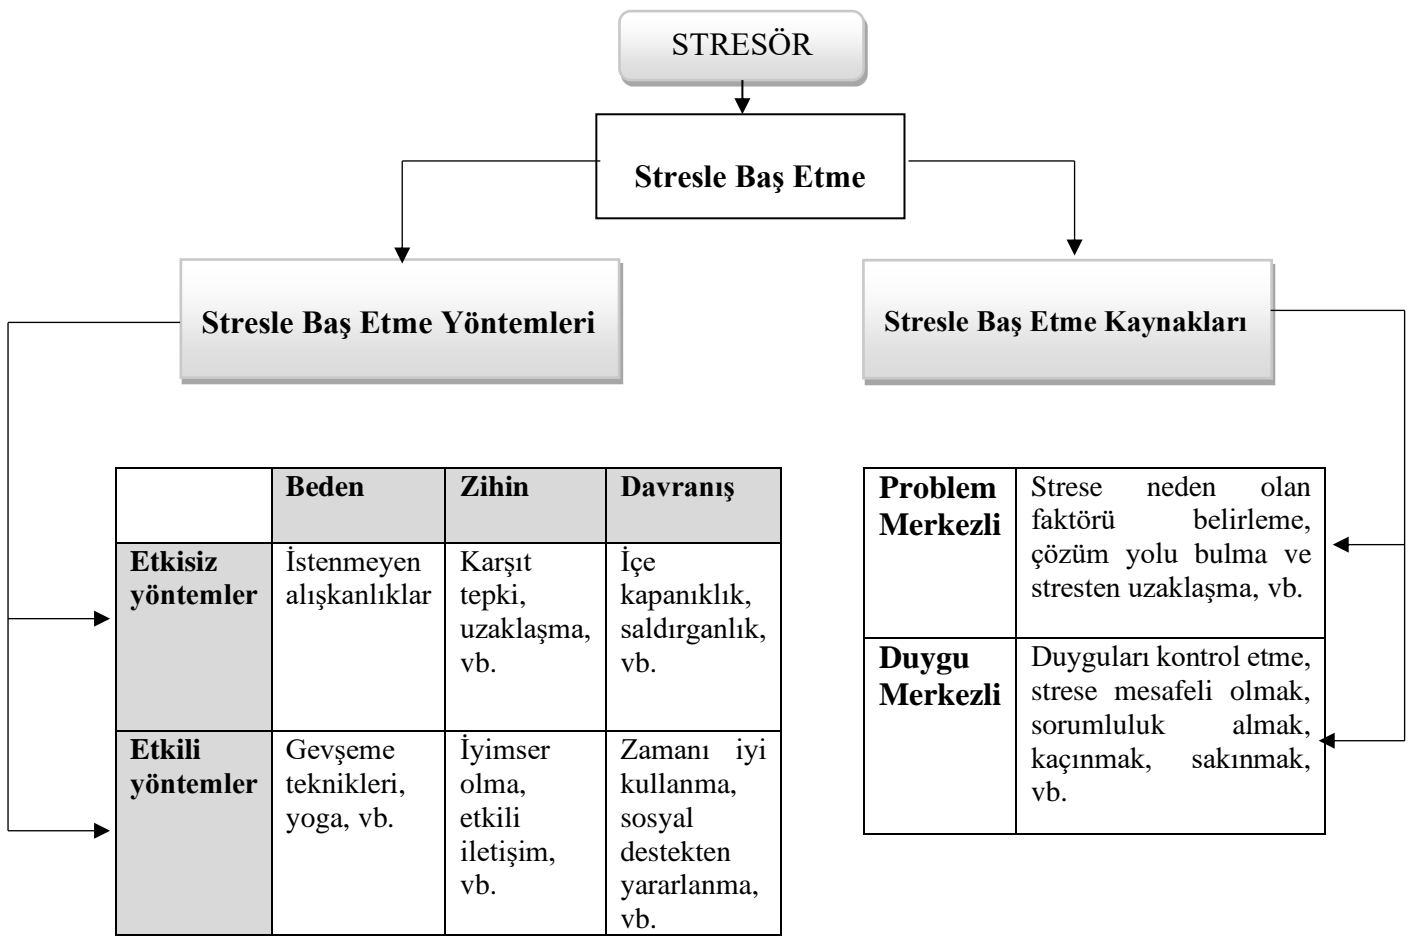 STRESÖR
Stresle Baş Etme
Stresle Baş Etme Yöntemleri
Stresle Baş Etme Kaynakları
Beden
Zihin
Davranış
Etkisiz
yöntemler
İstenmeyen
alışkanlıklar
Karşıt
tepki,
uzaklaşma,
vb.
İçe
kapanıklık,
saldırganlık,
vb.
Etkili
yöntemler
Gevşeme
teknikleri,
yoga, vb.
İyimser
olma,
etkili
iletişim,
vb.
Zamanı iyi
kullanma,
sosyal
destekten
yararlanma,
vb.
Problem
Merkezli
Strese neden olan
faktörü belirleme,
çözüm yolu bulma ve
stresten uzaklaşma, vb.
Duygu
Merkezli
Duyguları kontrol etme,
strese mesafeli olmak,
sorumluluk almak,
kaçınmak, sakınmak,
vb.